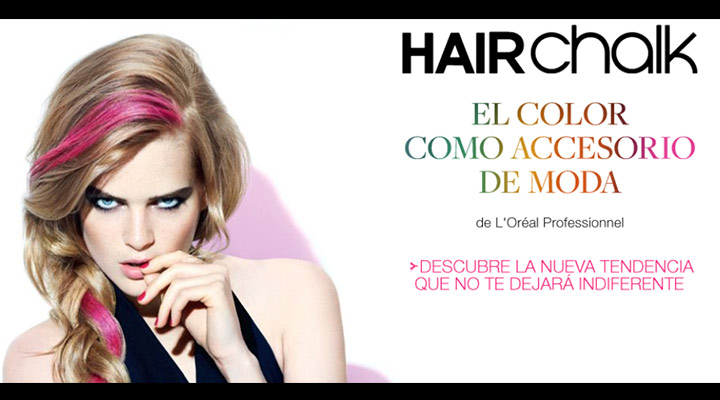 HAIRchalk
EL COLOR
COMO ACCESORIO
DE MODA
de L'Oréal Professionnel
DESCUBRE LA NUEVA TENDENCIA
QUE NO TE DEJARÁ INDIFERENTE